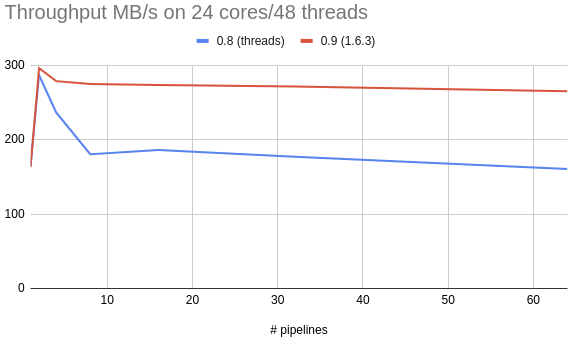 Throughput MB/s on 24 cores/48 threads
0.8 (threads) 0.9 (1.6.3)
300
200
100
0
10 20 30 40 50 60
# pipelines